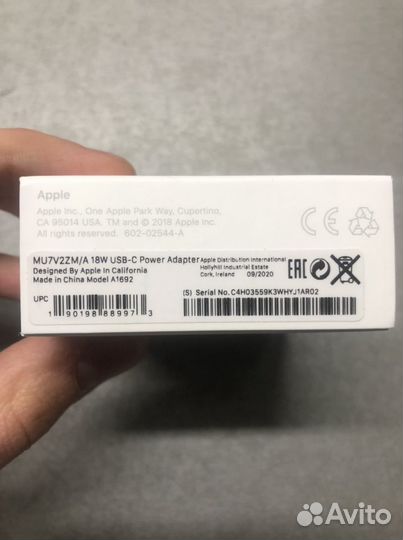 Apple
Apple Inc., One Apple Park Way, Cupertino,
CA 95014 USA. TM and © 2018 Apple Inc.
All rights reserved. 602-02544-A
MU7V2ZM/A 18W USB-C Power Adapter
Designed By Apple In California
Made in China Model A1692
Apple Distribution International
Hollyhill Industrial Estate
Cork, Ireland 09/2020
EAC
CE
UPC
1 90198 88997 3
(S) Serial No. C4H03559K3WHYJ1AR02
Avito